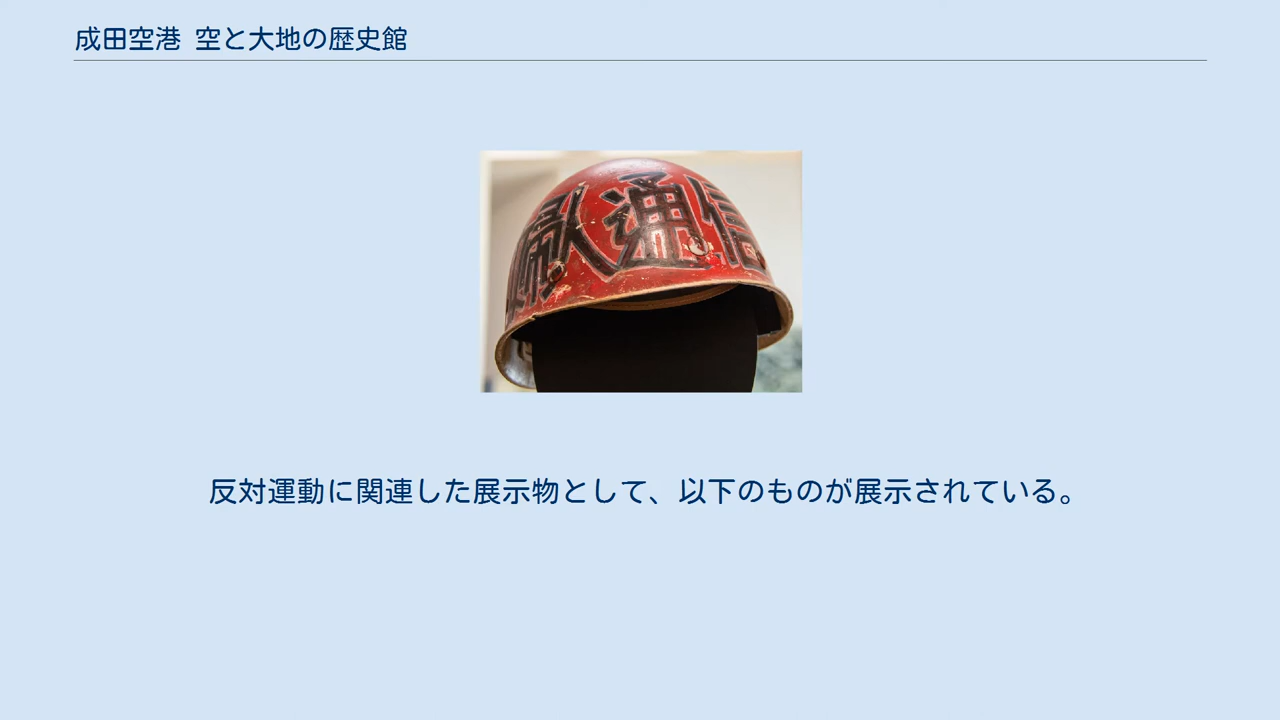 成田空港 空と大地の歴史館
通信
反対運動に関連した展示物として、以下のものが展示されている。